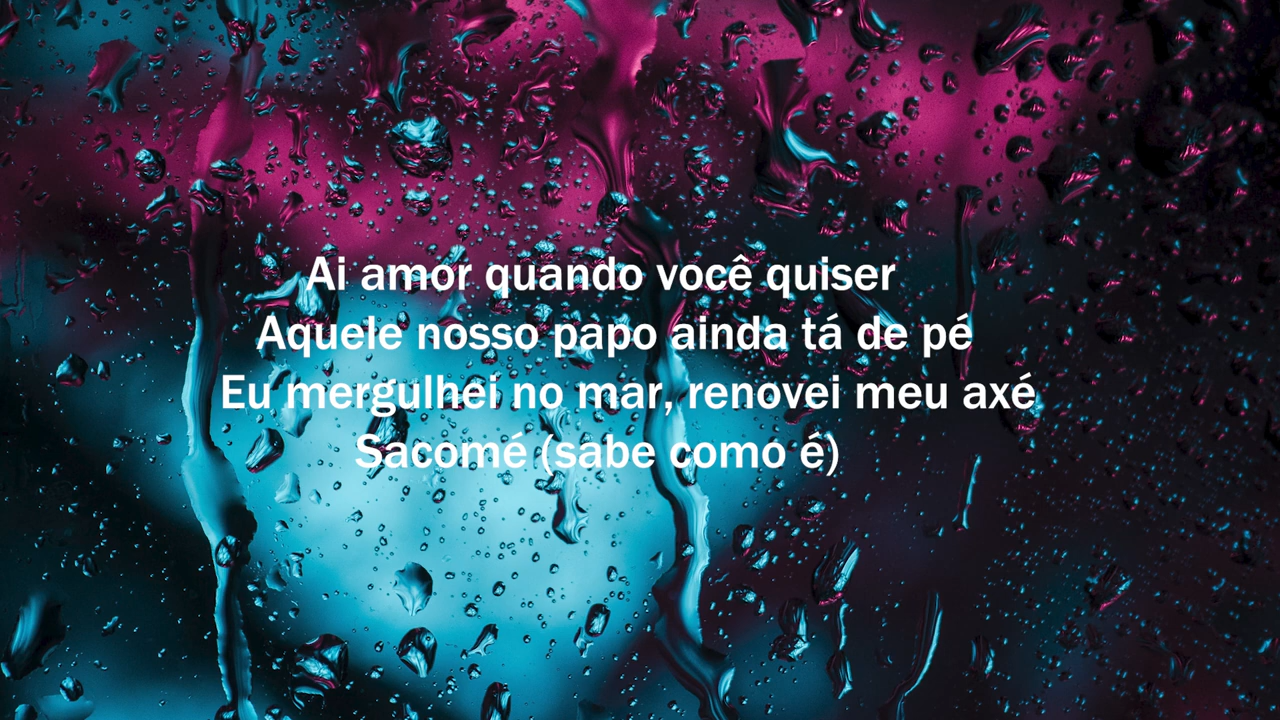 Ai amor quando você quiser
Aquele nosso papo ainda tá de pé
Eu mergulhei no mar, renovei meu axé
Sacomé (sabe como é)